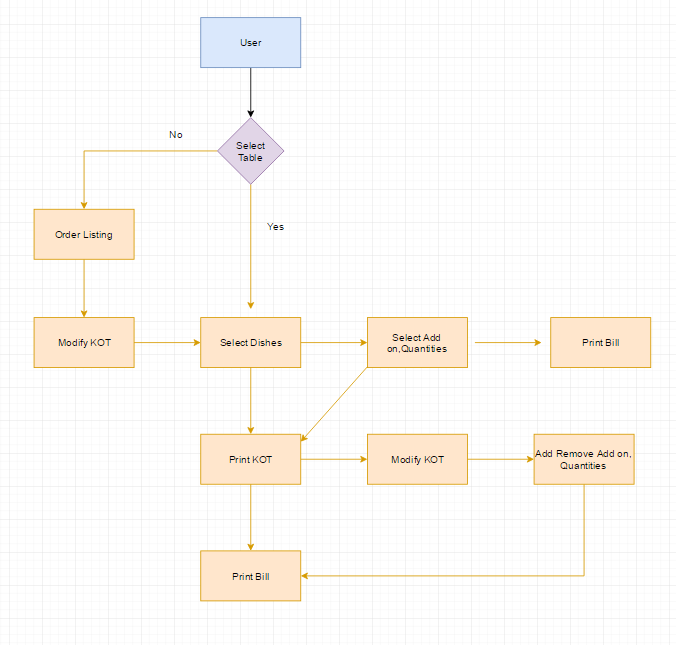 User
Select
Table
No
Yes
Order Listing
Modify KOT
Select Dishes
Select Add
on,Quantities
Print Bill
Print KOT
Modify KOT
Add Remove Add on,
Quantities
Print Bill